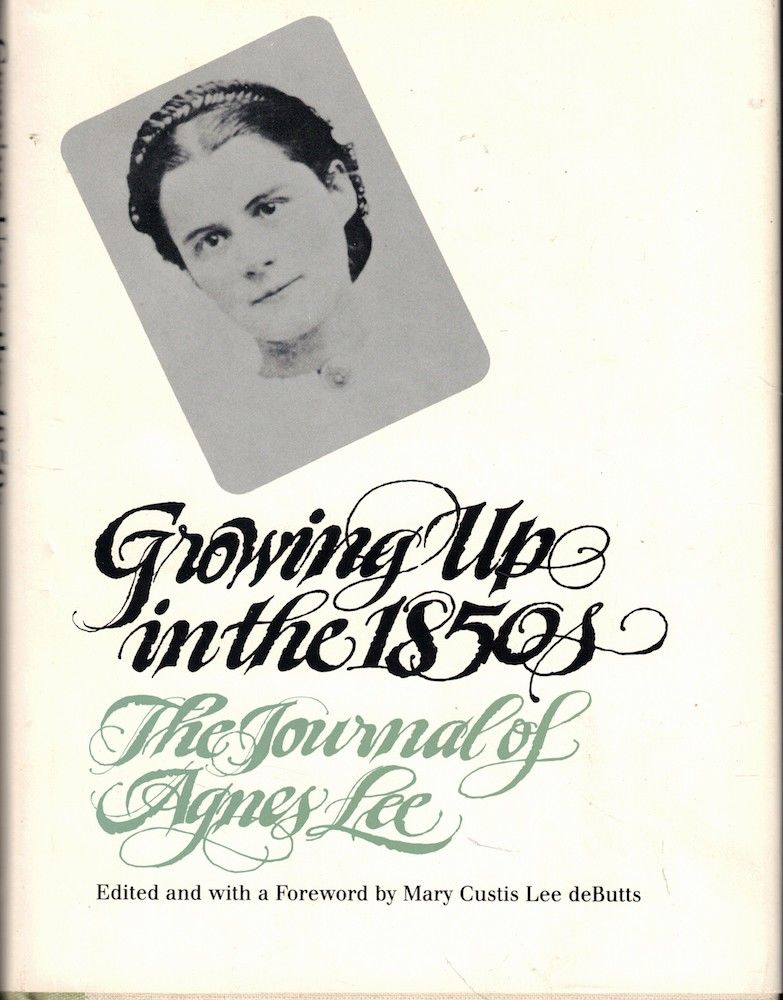 Growing Up
in the 1850s
The Journal of
Agnes Lee
Edited and with a Foreword by Mary Custis Lee deButts